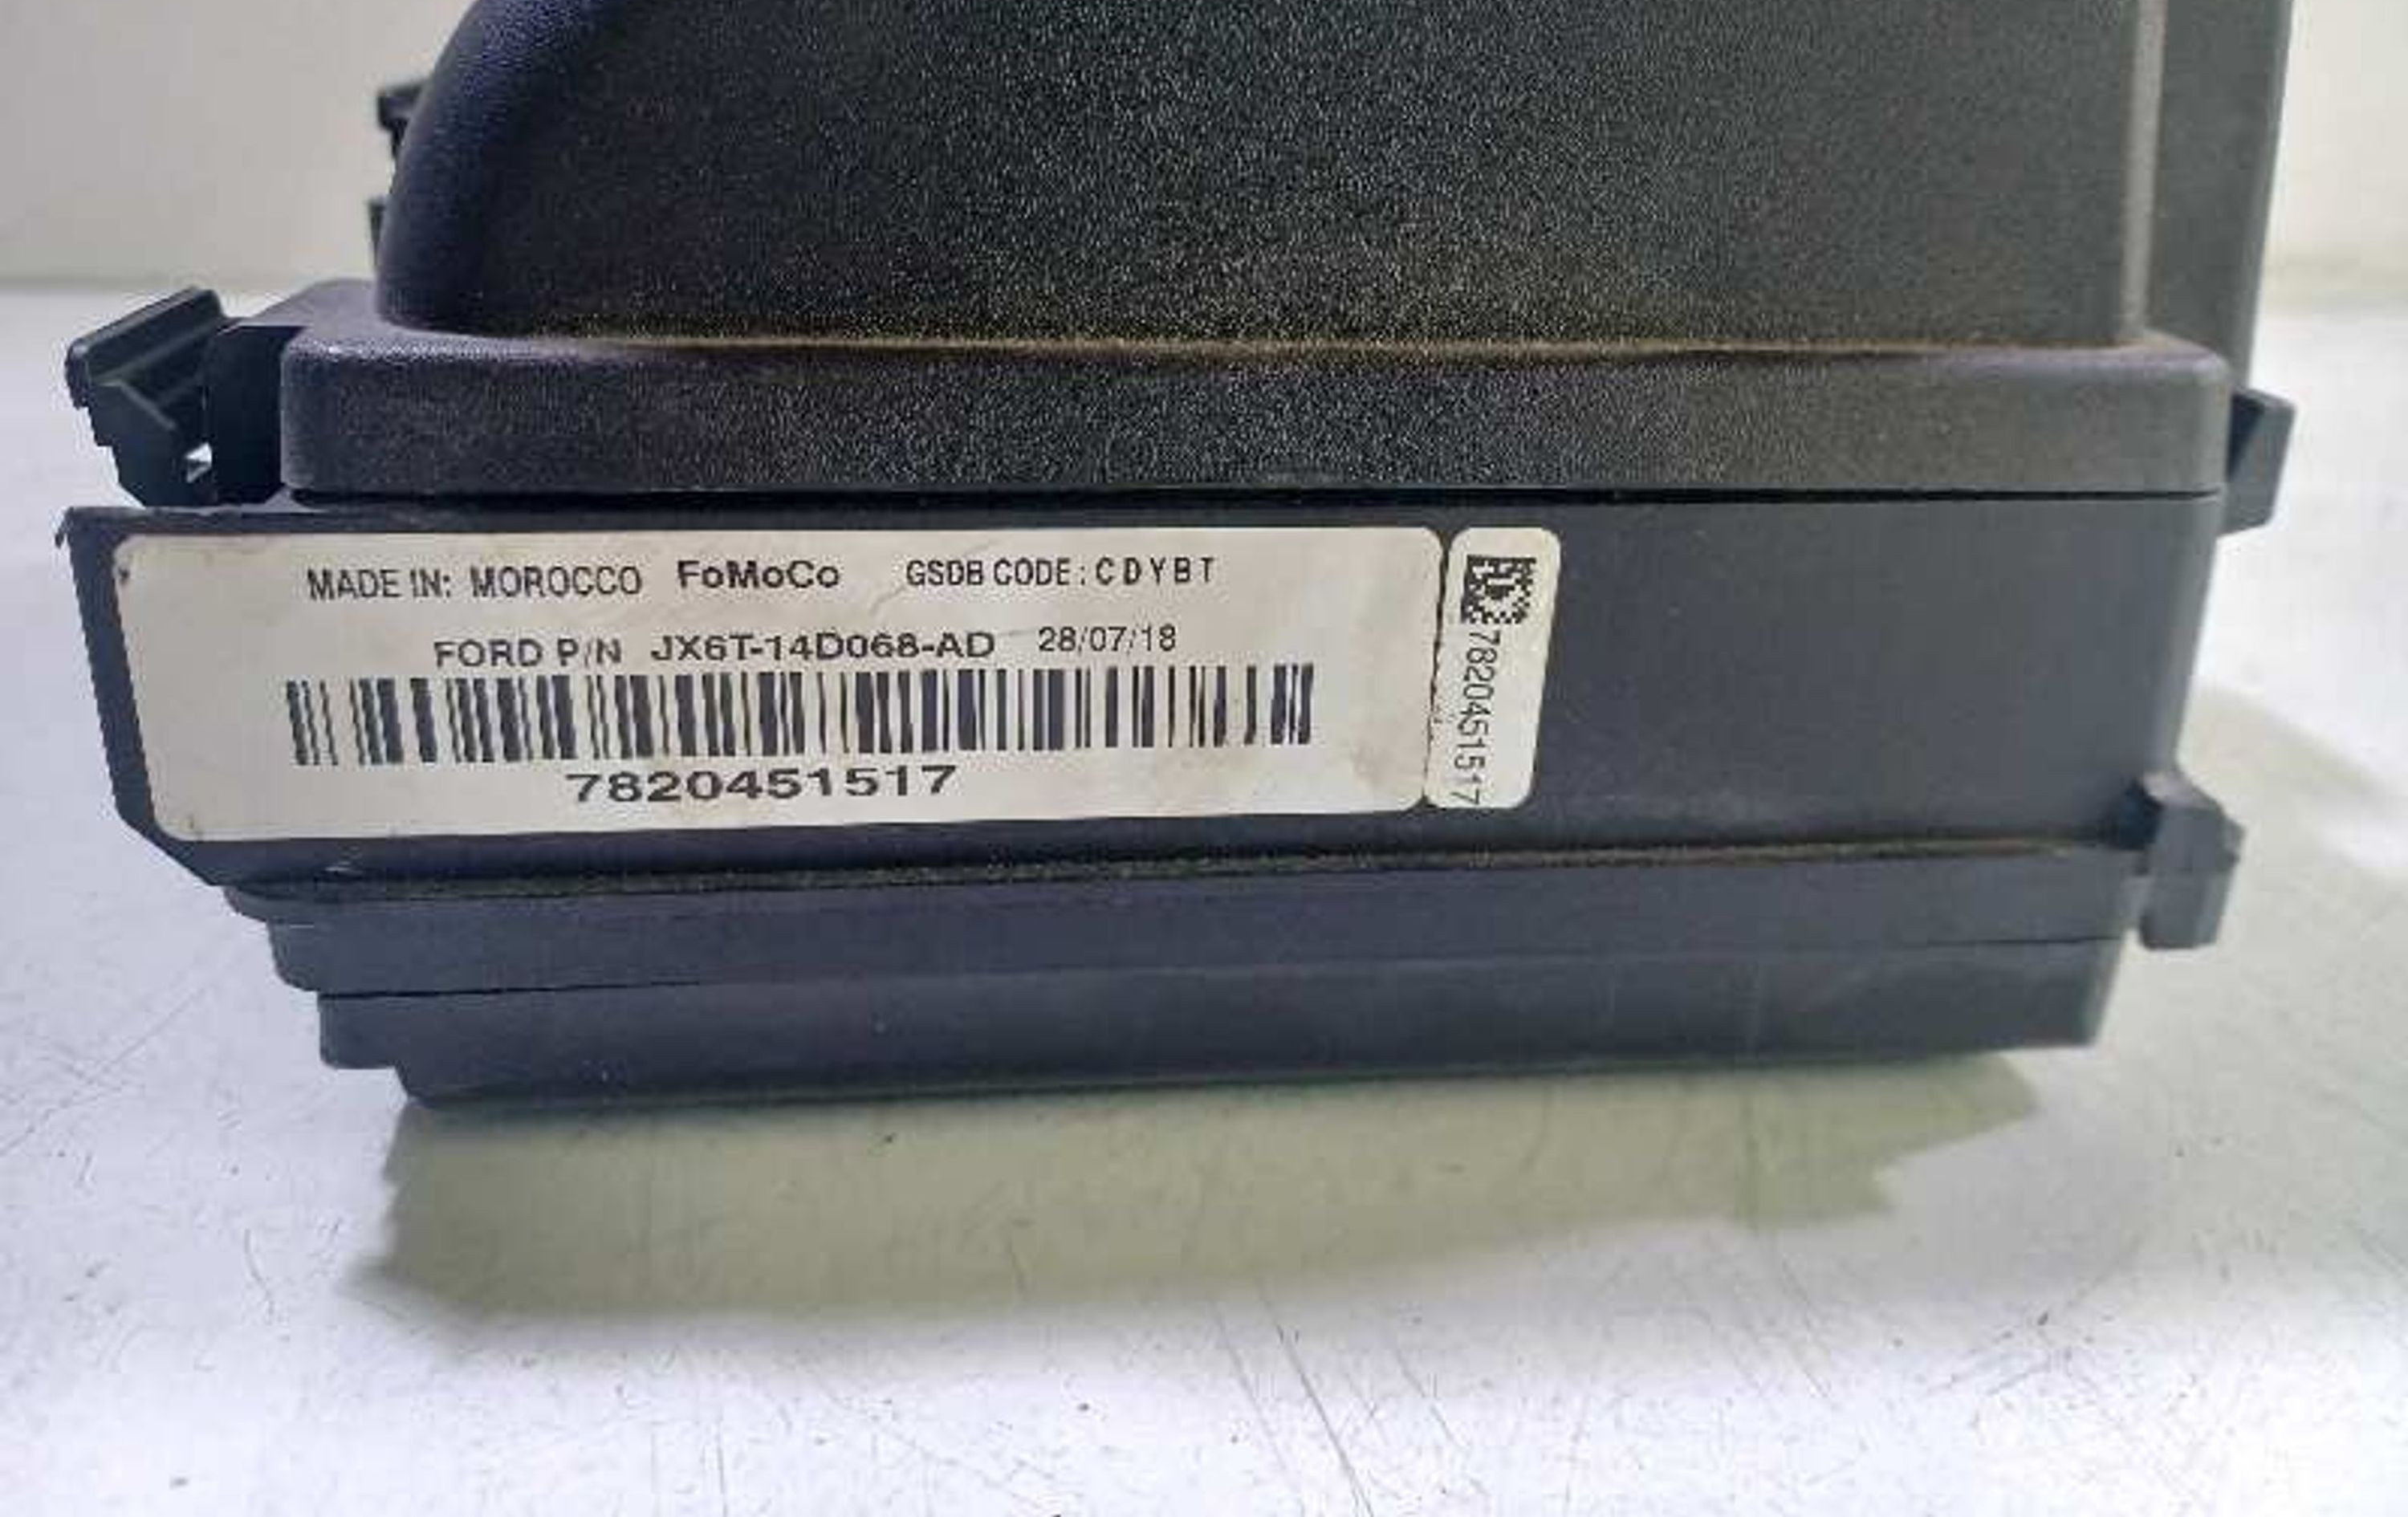 MADE IN: MOROCCO FoMoCo GSDB CODE: CDYBT
FORD P/N JX6T-14D068-AD 28/07/18
7820451517
7820451517